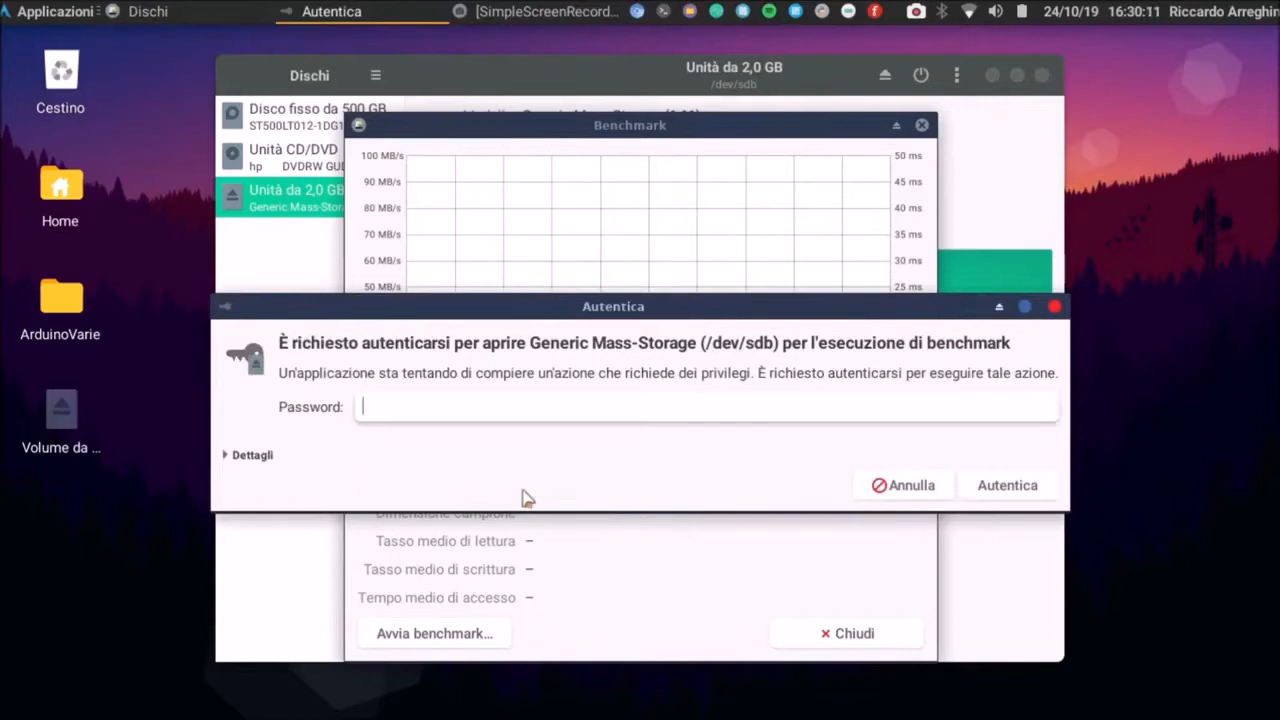 Applicazioni
Dischi
Autentica
[SimpleScreenRecord...
24/10/19
16:30:11
Riccardo Arreghin
Cestino
Home
ArduinoVarie
Volume da ...
Dischi
Unità da 2,0 GB
/dev/sdb
Disco fisso da 500 GB
ST500LT012-1DG1
Unità CD/DVD
hp DVDRW GU
Unità da 2,0 GB
Generic Mass-Stor
Benchmark
100 MB/s
50 ms
90 MB/s
45 ms
80 MB/s
40 ms
70 MB/s
35 ms
60 MB/s
30 ms
50 MB/s
25 ms
Autentica
È richiesto autenticarsi per aprire Generic Mass-Storage (/dev/sdb) per l'esecuzione di benchmark
Un'applicazione sta tentando di compiere un'azione che richiede dei privilegi. È richiesto autenticarsi per eseguire tale azione.
Password:
Dettagli
Annulla
Autentica
Dimensione campione
Tasso medio di lettura –
Tasso medio di scrittura –
Tempo medio di accesso –
Avvia benchmark...
Chiudi